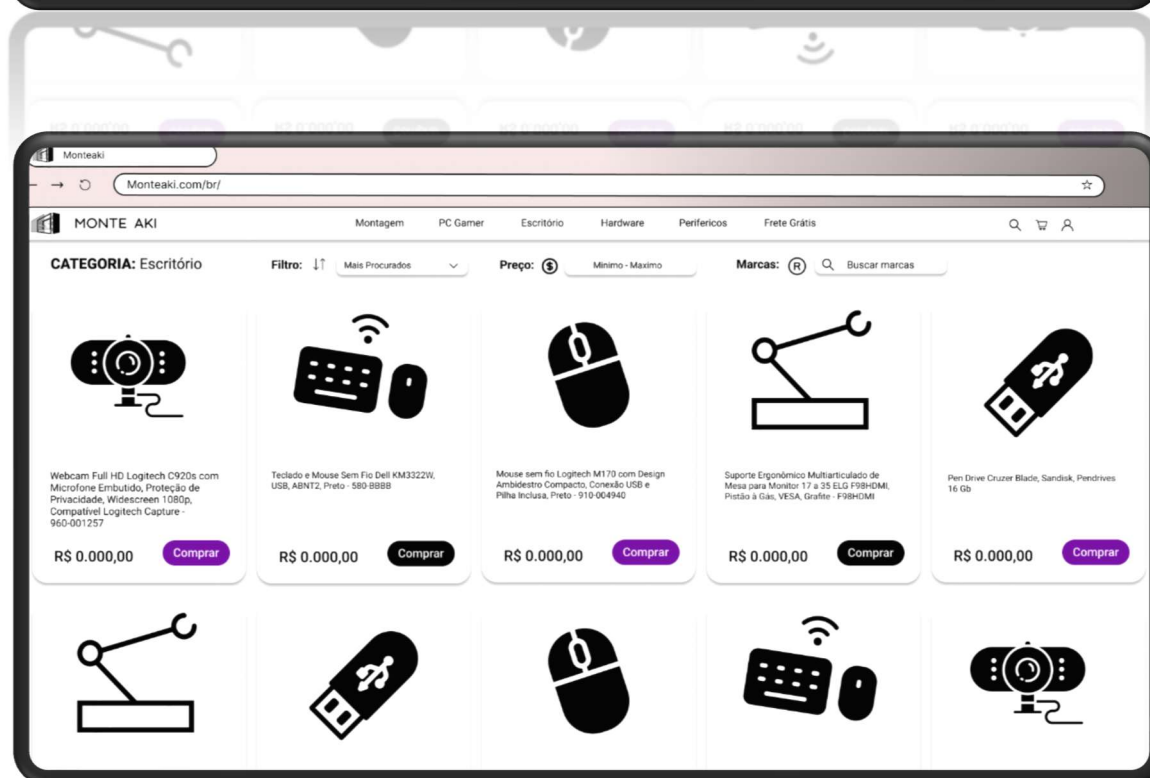 Monteaki
Monteaki.com/br/
MONTE AKI
Montagem
PC Gamer
Escritório
Hardware
Perifericos
Frete Grátis
CATEGORIA: Escritório
Filtro:
Mais Procurados
Preço:
Minimo - Maximo
Marcas:
R
Buscar marcas
Webcam Full HD Logitech C920s com
Microfone Embutido, Proteção de
Privacidade, Widescreen 1080p,
Compatível Logitech Capture -
960-001257
R$ 0.000,00
Comprar
Teclado e Mouse Sem Fio Dell KM3322W,
USB, ABNT2, Preto - 580-BBBB
R$ 0.000,00
Comprar
Mouse sem fio Logitech M170 com Design
Ambidestro Compacto, Conexão USB e
Pilha Inclusa, Preto - 910-004940
R$ 0.000,00
Comprar
Suporte Ergonômico Multiarticulado de
Mesa para Monitor 17 a 35 ELG F98HDMI,
Pistão à Gás, VESA, Grafite - F98HDMI
R$ 0.000,00
Comprar
Pen Drive Cruzer Blade, Sandisk, Pendrives
16 Gb
R$ 0.000,00
Comprar